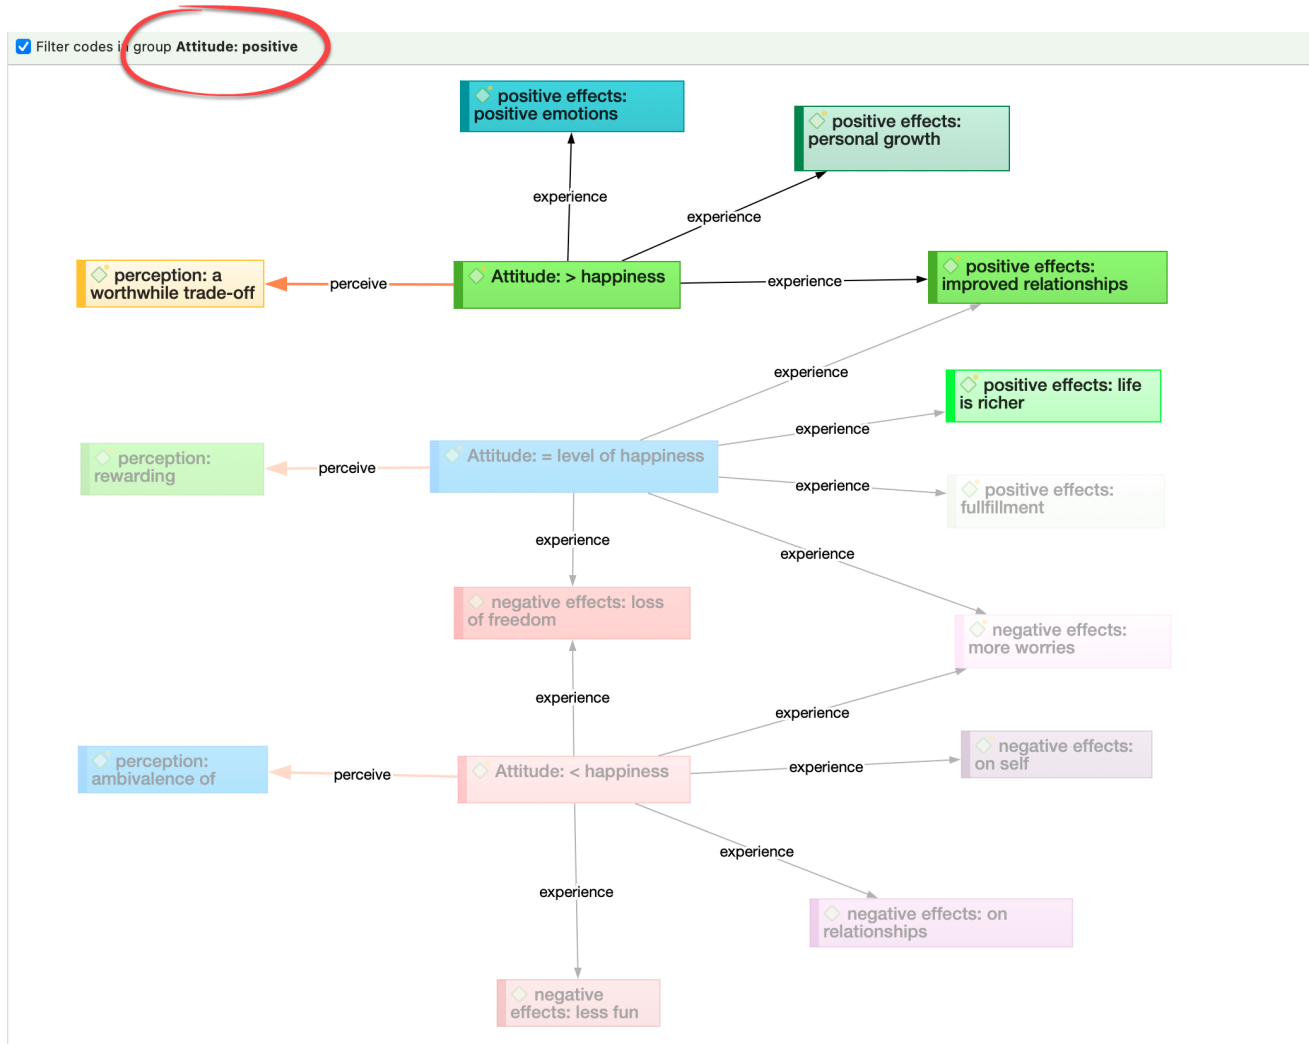 Filter codes in group Attitude: positive
positive effects:
positive emotions
positive effects:
personal growth
experience
experience
perception: a
worthwhile trade-off
perceive
Attitude: > happiness
experience
positive effects:
improved relationships
experience
positive effects: life
is richer
experience
perception:
rewarding
perceive
Attitude: = level of happiness
experience
positive effects:
fullfillment
experience
experience
negative effects: loss
of freedom
negative effects:
more worries
experience
experience
perception:
ambivalence of
perceive
Attitude: < happiness
experience
negative effects:
on self
experience
experience
negative effects: on
relationships
negative
effects: less fun